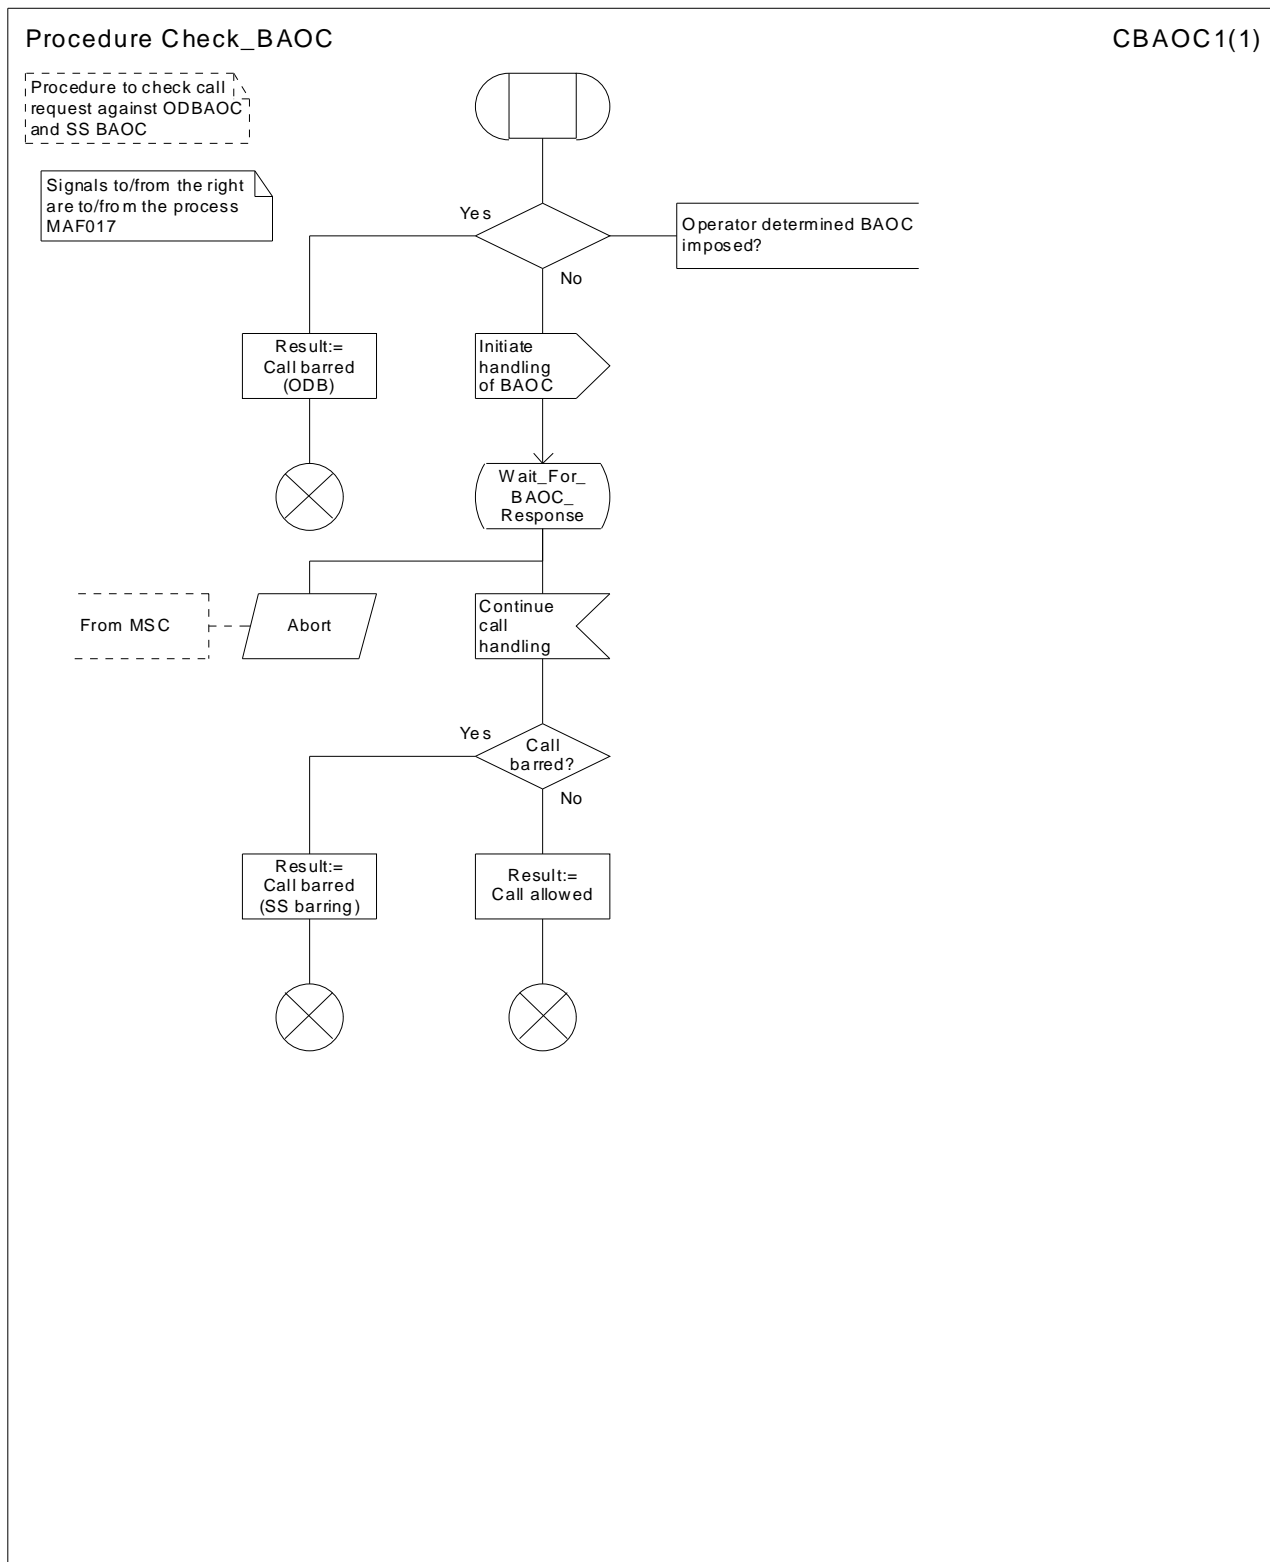 Procedure Check_BAOC
CBAOC1(1)
Procedure to check call
request against ODBAOC
and SS BAOC
Signals to/from the right
are to/from the process
MAF017
Yes
Operator determined BAOC
imposed?
No
Result:=
Call barred
(ODB)
Initiate
handling
of BAOC
Wait_For_
BAOC_
Response
From MSC
Abort
Continue
call
handling
Yes
Call
barred?
No
Result:=
Call barred
(SS barring)
Result:=
Call allowed